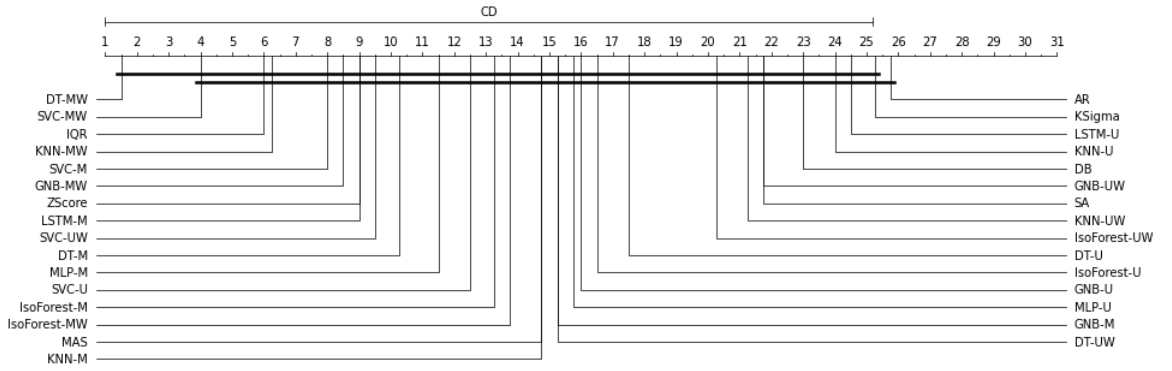 CD
1 2 3 4 5 6 7 8 9 10 11 12 13 14 15 16 17 18 19 20 21 22 23 24 25 26 27 28 29 30 31
DT-MW AR
SVC-MW KSigma
IQR LSTM-U
KNN-MW KNN-U
SVC-M DB
GNB-MW GNB-UW
ZScore SA
LSTM-M KNN-UW
SVC-UW IsoForest-UW
DT-M DT-U
MLP-M IsoForest-U
SVC-U GNB-U
IsoForest-M MLP-U
IsoForest-MW GNB-M
MAS DT-UW
KNN-M